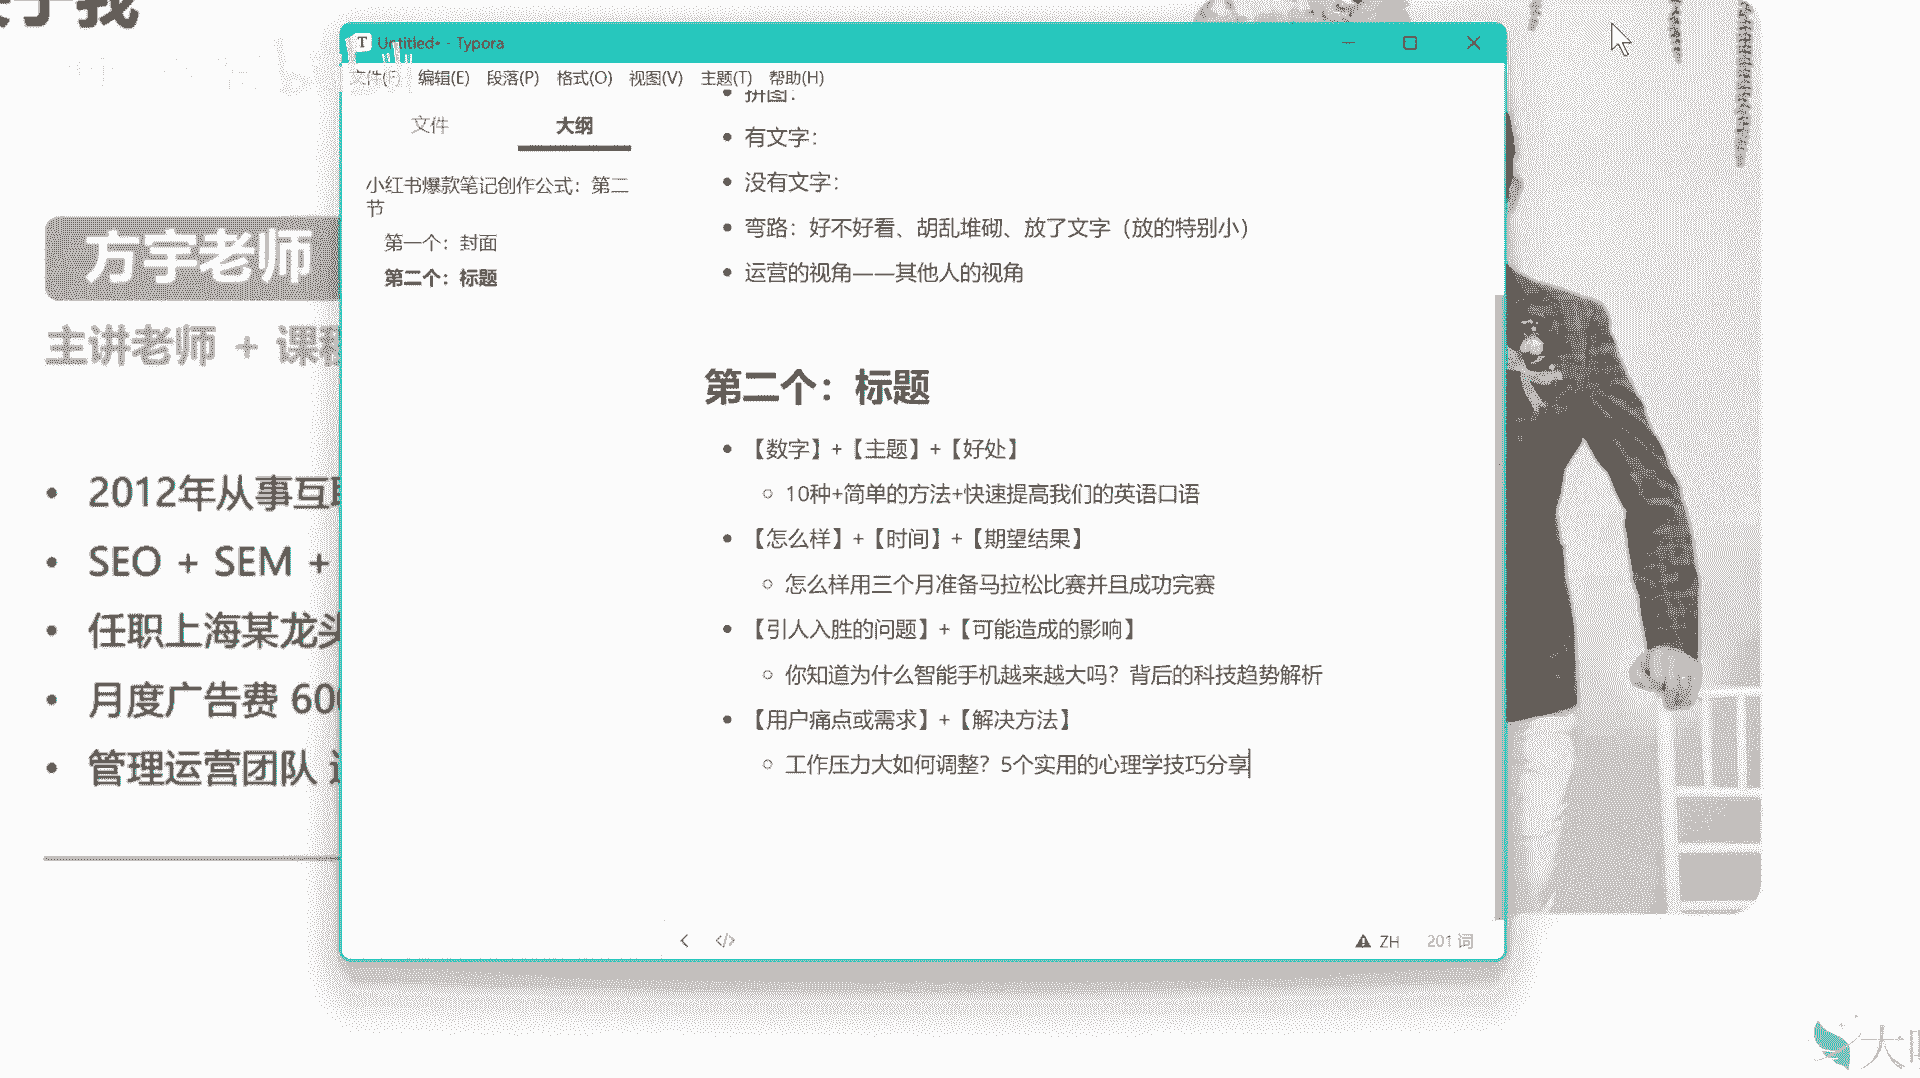 Untitled• - Typora
文件(F) 编辑(E) 段落(P) 格式(O) 视图(V) 主题(T) 帮助(H)
文件 大纲
小红书爆款笔记创作公式：第二
节
第一个：封面
第二个：标题
• 拼图：
• 有文字：
• 没有文字：
• 弯路：好不好看、胡乱堆砌、放了文字（放的特别小）
• 运营的视角——其他人的视角
第二个：标题
• 【数字】+【主题】+【好处】
○ 10种+简单的方法+快速提高我们的英语口语
• 【怎么样】+【时间】+【期望结果】
○ 怎么样用三个月准备马拉松比赛并且成功完赛
• 【引人入胜的问题】+【可能造成的影响】
○ 你知道为什么智能手机越来越大吗？背后的科技趋势解析
• 【用户痛点或需求】+【解决方法】
○ 工作压力大如何调整？5个实用的心理学技巧分享
ZH 201 词
方宇老师
主讲老师 + 课程
• 2012年从事互联
• SEO + SEM +
• 任职上海某龙头
• 月度广告费 600
• 管理运营团队